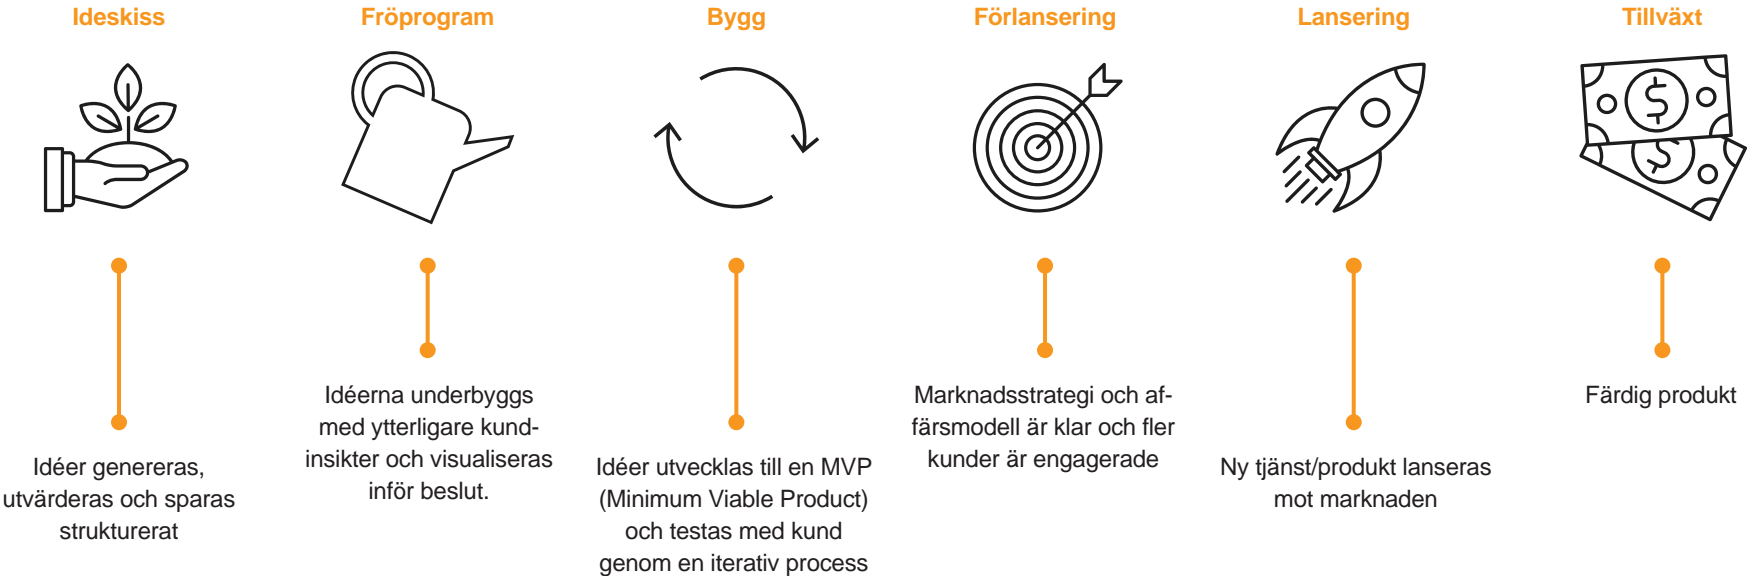 Ideskiss
Fröprogram
Bygg
Förlansering
Lansering
Tillväxt
Idéer genereras,
utvärderas och sparas
strukturerat
Idéerna underbyggs
med ytterligare kund-
insikter och visualiseras
inför beslut.
Idéer utvecklas till en MVP
(Minimum Viable Product)
och testas med kund
genom en iterativ process
Marknadsstrategi och af-
färsmodell är klar och fler
kunder är engagerade
Ny tjänst/produkt lanseras
mot marknaden
Färdig produkt